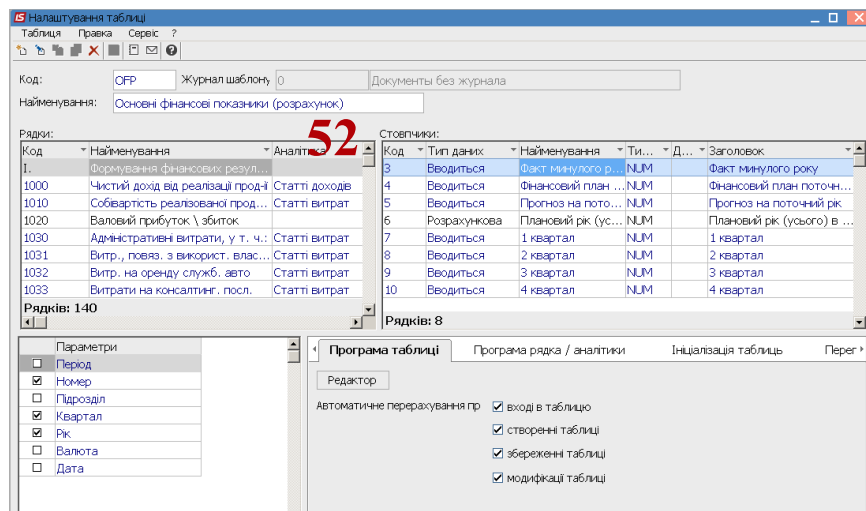 IS Налаштування таблиці
Таблиця Правка Сервіс ?
Код: OFP Журнал шаблону 0 Документы без журнала
Найменування: Основні фінансові показники (розрахунок)
52
Рядки:
Код Найменування Аналітика
I. Формування фінансових резул...
1000 Чистий дохід від реалізації прод-ї Статті доходів
1010 Собівартість реалізованої прод... Статті витрат
1020 Валовий прибуток \ збиток
1030 Адміністративні витрати, у т. ч.: Статті витрат
1031 Витр., повяз. з використ. влас... Статті витрат
1032 Витр. на оренду служб. авто Статті витрат
1033 Витрати на консалтинг. посл. Статті витрат
Рядків: 140
Стовпчики:
Код Тип даних Найменування Ти... Д... Заголовок
3 Вводиться Факт минулого р... NUM Факт минулого року
4 Вводиться Фінансовий план ... NUM Фінансовий план поточн...
5 Вводиться Прогноз на пото... NUM Прогноз на поточний рік
6 Розрахункова Плановий рік (ус... NUM Плановий рік (усього) в ...
7 Вводиться 1 квартал NUM 1 квартал
8 Вводиться 2 квартал NUM 2 квартал
9 Вводиться 3 квартал NUM 3 квартал
10 Вводиться 4 квартал NUM 4 квартал
Рядків: 8
Параметри
Період
Номер
Підрозділ
Квартал
Рік
Валюта
Дата
Програма таблиці Програма рядка / аналітики Ініціалізація таблиць Перег
Редактор
Автоматичне перерахування пр
вході в таблицю
створенні таблиці
збереженні таблиці
модифікації таблиці